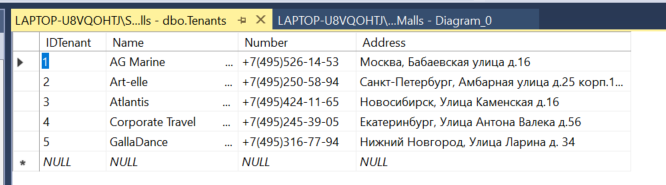 LAPTOP-U8VQOHTJ\S...lls - dbo.Tenants LAPTOP-U8VQOHTJ\...Malls - Diagram_0
IDTenant Name Number Address
1 AG Marine ... +7(495)526-14-53 Москва, Бабаевская улица д.16
2 Art-elle ... +7(495)250-58-94 Санкт-Петербург, Амбарная улица д.25 корп.1...
3 Atlantis ... +7(495)424-11-65 Новосибирск, Улица Каменская д.16
4 Corporate Travel ... +7(495)245-39-05 Екатеринбург, Улица Антона Валека д.56
5 GallaDance ... +7(495)316-77-94 Нижний Новгород, Улица Ларина д. 34
NULL NULL NULL NULL